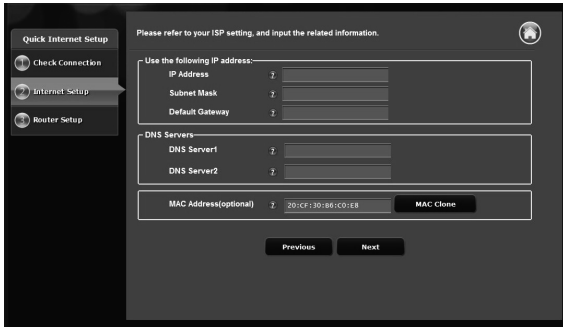 Quick Internet Setup
1 Check Connection
2 Internet Setup
3 Router Setup
Please refer to your ISP setting, and input the related information.
Use the following IP address:
IP Address ?
Subnet Mask ?
Default Gateway ?
DNS Servers
DNS Server1 ?
DNS Server2 ?
MAC Address(optional) ? 20:CF:30:B6:C0:E8 MAC Clone
Previous Next